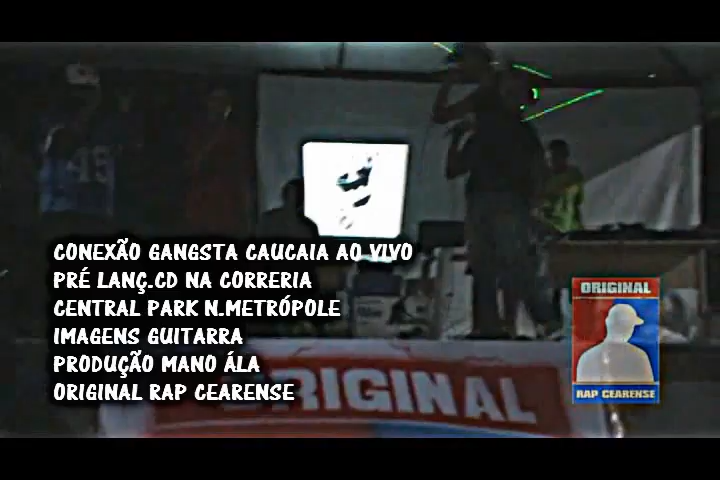 CONEXÃO GANGSTA CAUCAIA AO VIVO
PRÉ LANÇ.CD NA CORRERIA
CENTRAL PARK N.METRÓPOLE
IMAGENS GUITARRA
PRODUÇÃO MANO ÁLA
ORIGINAL RAP CEARENSE
ORIGINAL
RAP CEARENSE
ORIGINAL